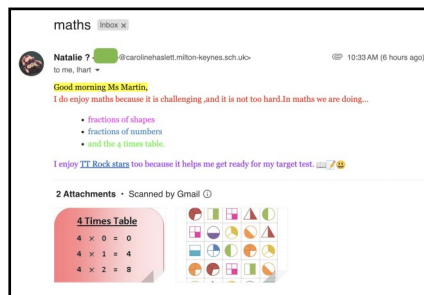 maths Inbox x
Natalie ? @carolinehaslett.milton-keynes.sch.uk> 10:33 AM (6 hours ago)
to me, lhart
Good morning Ms Martin,
I do enjoy maths because it is challenging ,and it is not too hard.In maths we are doing...
• fractions of shapes
• fractions of numbers
• and the 4 times table.
I enjoy TT Rock stars too because it helps me get ready for my target test. 📖📝😃
2 Attachments • Scanned by Gmail
4 Times Table
4 × 0 = 0
4 × 1 = 4
4 × 2 = 8